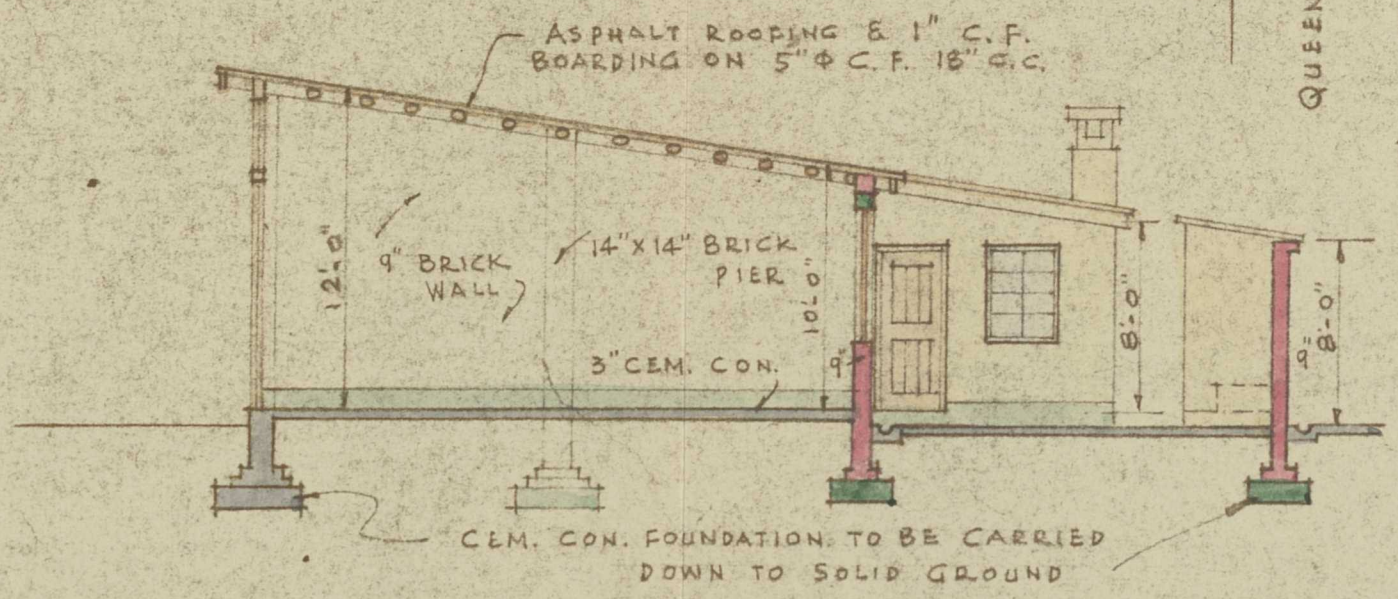 ASPHALT ROOFING & 1" C.F.
BOARDING ON 5"Φ C.F. 18" C.C.
QUEEN
12'-0"
9" BRICK
WALL
14"X14" BRICK
PIER
10'-0"
3" CEM. CON.
9"
8'-0"
9"
8'-0"
CEM. CON. FOUNDATION TO BE CARRIED
DOWN TO SOLID GROUND